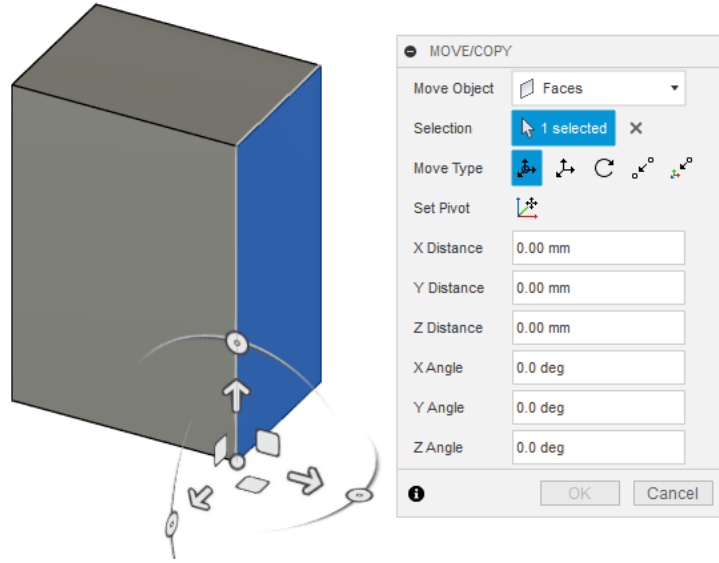 MOVE/COPY
Move Object Faces
Selection 1 selected
Move Type
Set Pivot
X Distance 0.00 mm
Y Distance 0.00 mm
Z Distance 0.00 mm
X Angle 0.0 deg
Y Angle 0.0 deg
Z Angle 0.0 deg
OK Cancel